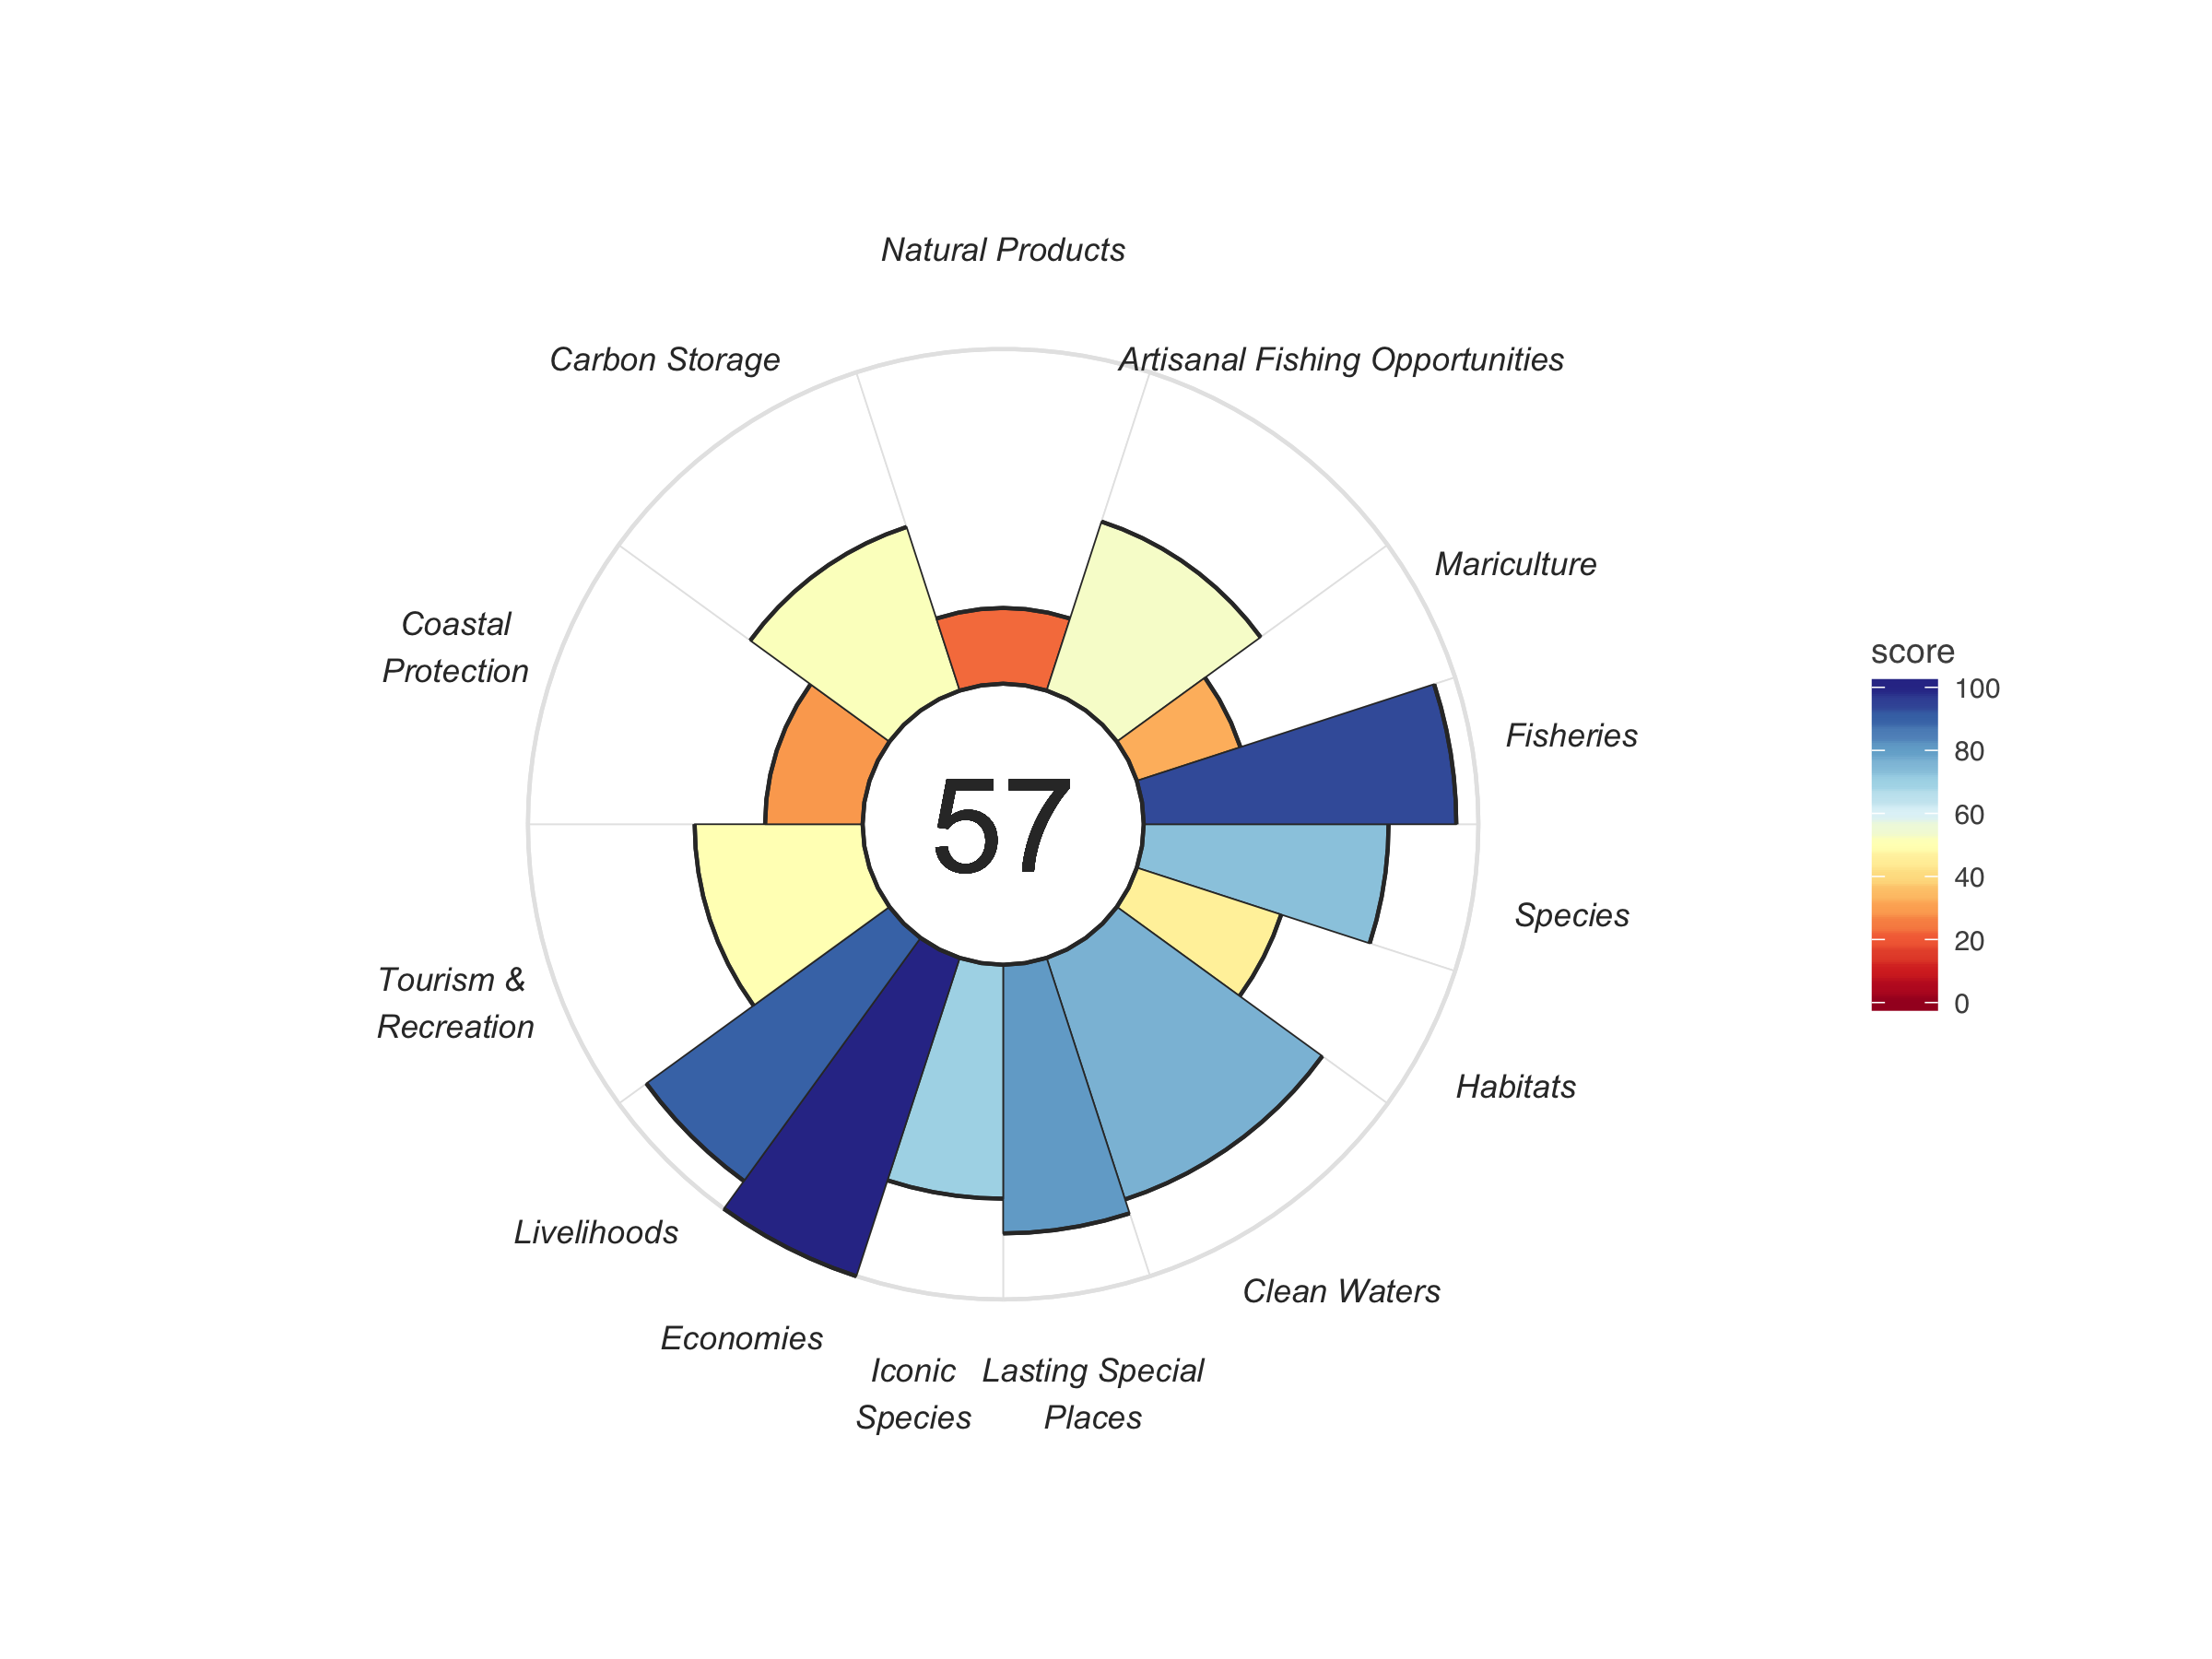 Natural Products
Carbon Storage
Artisanal Fishing Opportunities
Mariculture
Coastal
Protection
Fisheries
score
100
80
60
40
20
0
57
Species
Tourism &
Recreation
Habitats
Livelihoods
Clean Waters
Economies
Iconic
Species
Lasting Special
Places